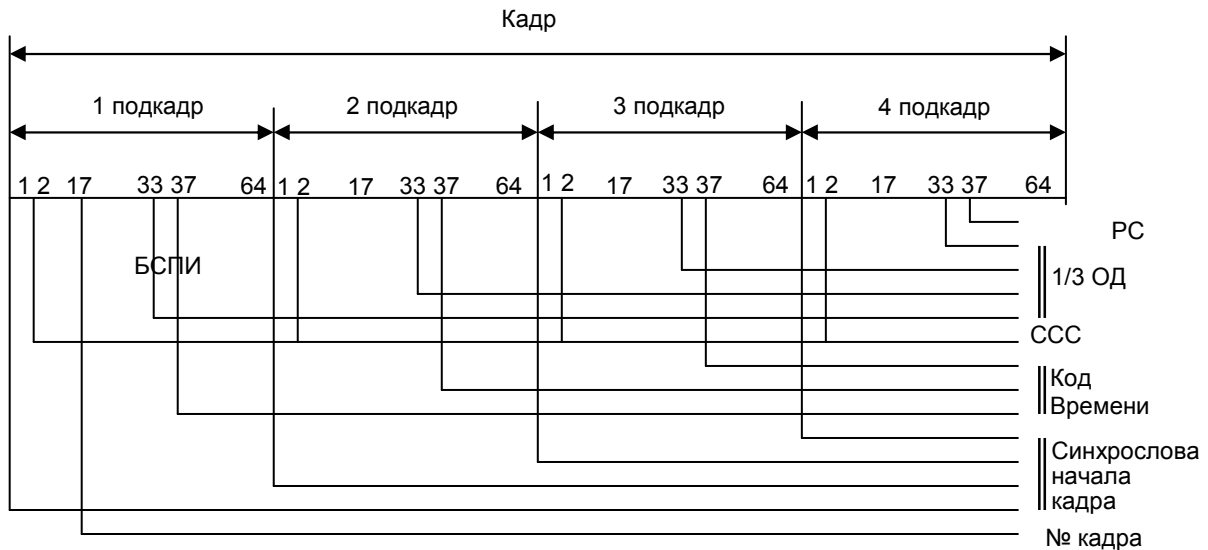 Кадр
1 подкадр 2 подкадр 3 подкадр 4 подкадр
1 2 17 33 37 64 1 2 17 33 37 64 1 2 17 33 37 64 1 2 17 33 37 64
РС
БСПИ
1/3 ОД
ССС
Код
Времени
Синхрослова
начала
кадра
№ кадра